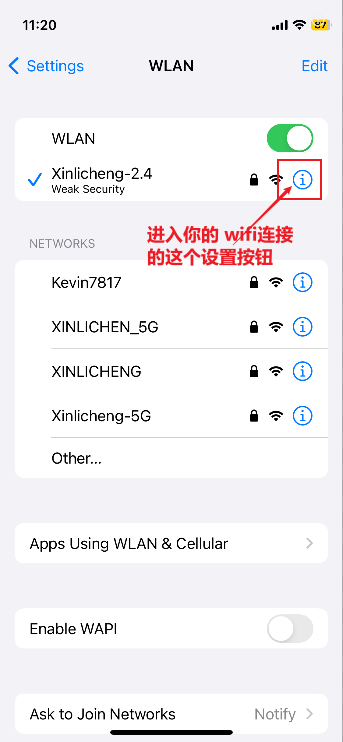 11:20
87
Settings
WLAN
Edit
WLAN
Xinlicheng-2.4
Weak Security
进入你的 wifi连接
的这个设置按钮
NETWORKS
Kevin7817
XINLICHEN_5G
XINLICHENG
Xinlicheng-5G
Other...
Apps Using WLAN & Cellular
Enable WAPI
Ask to Join Networks
Notify